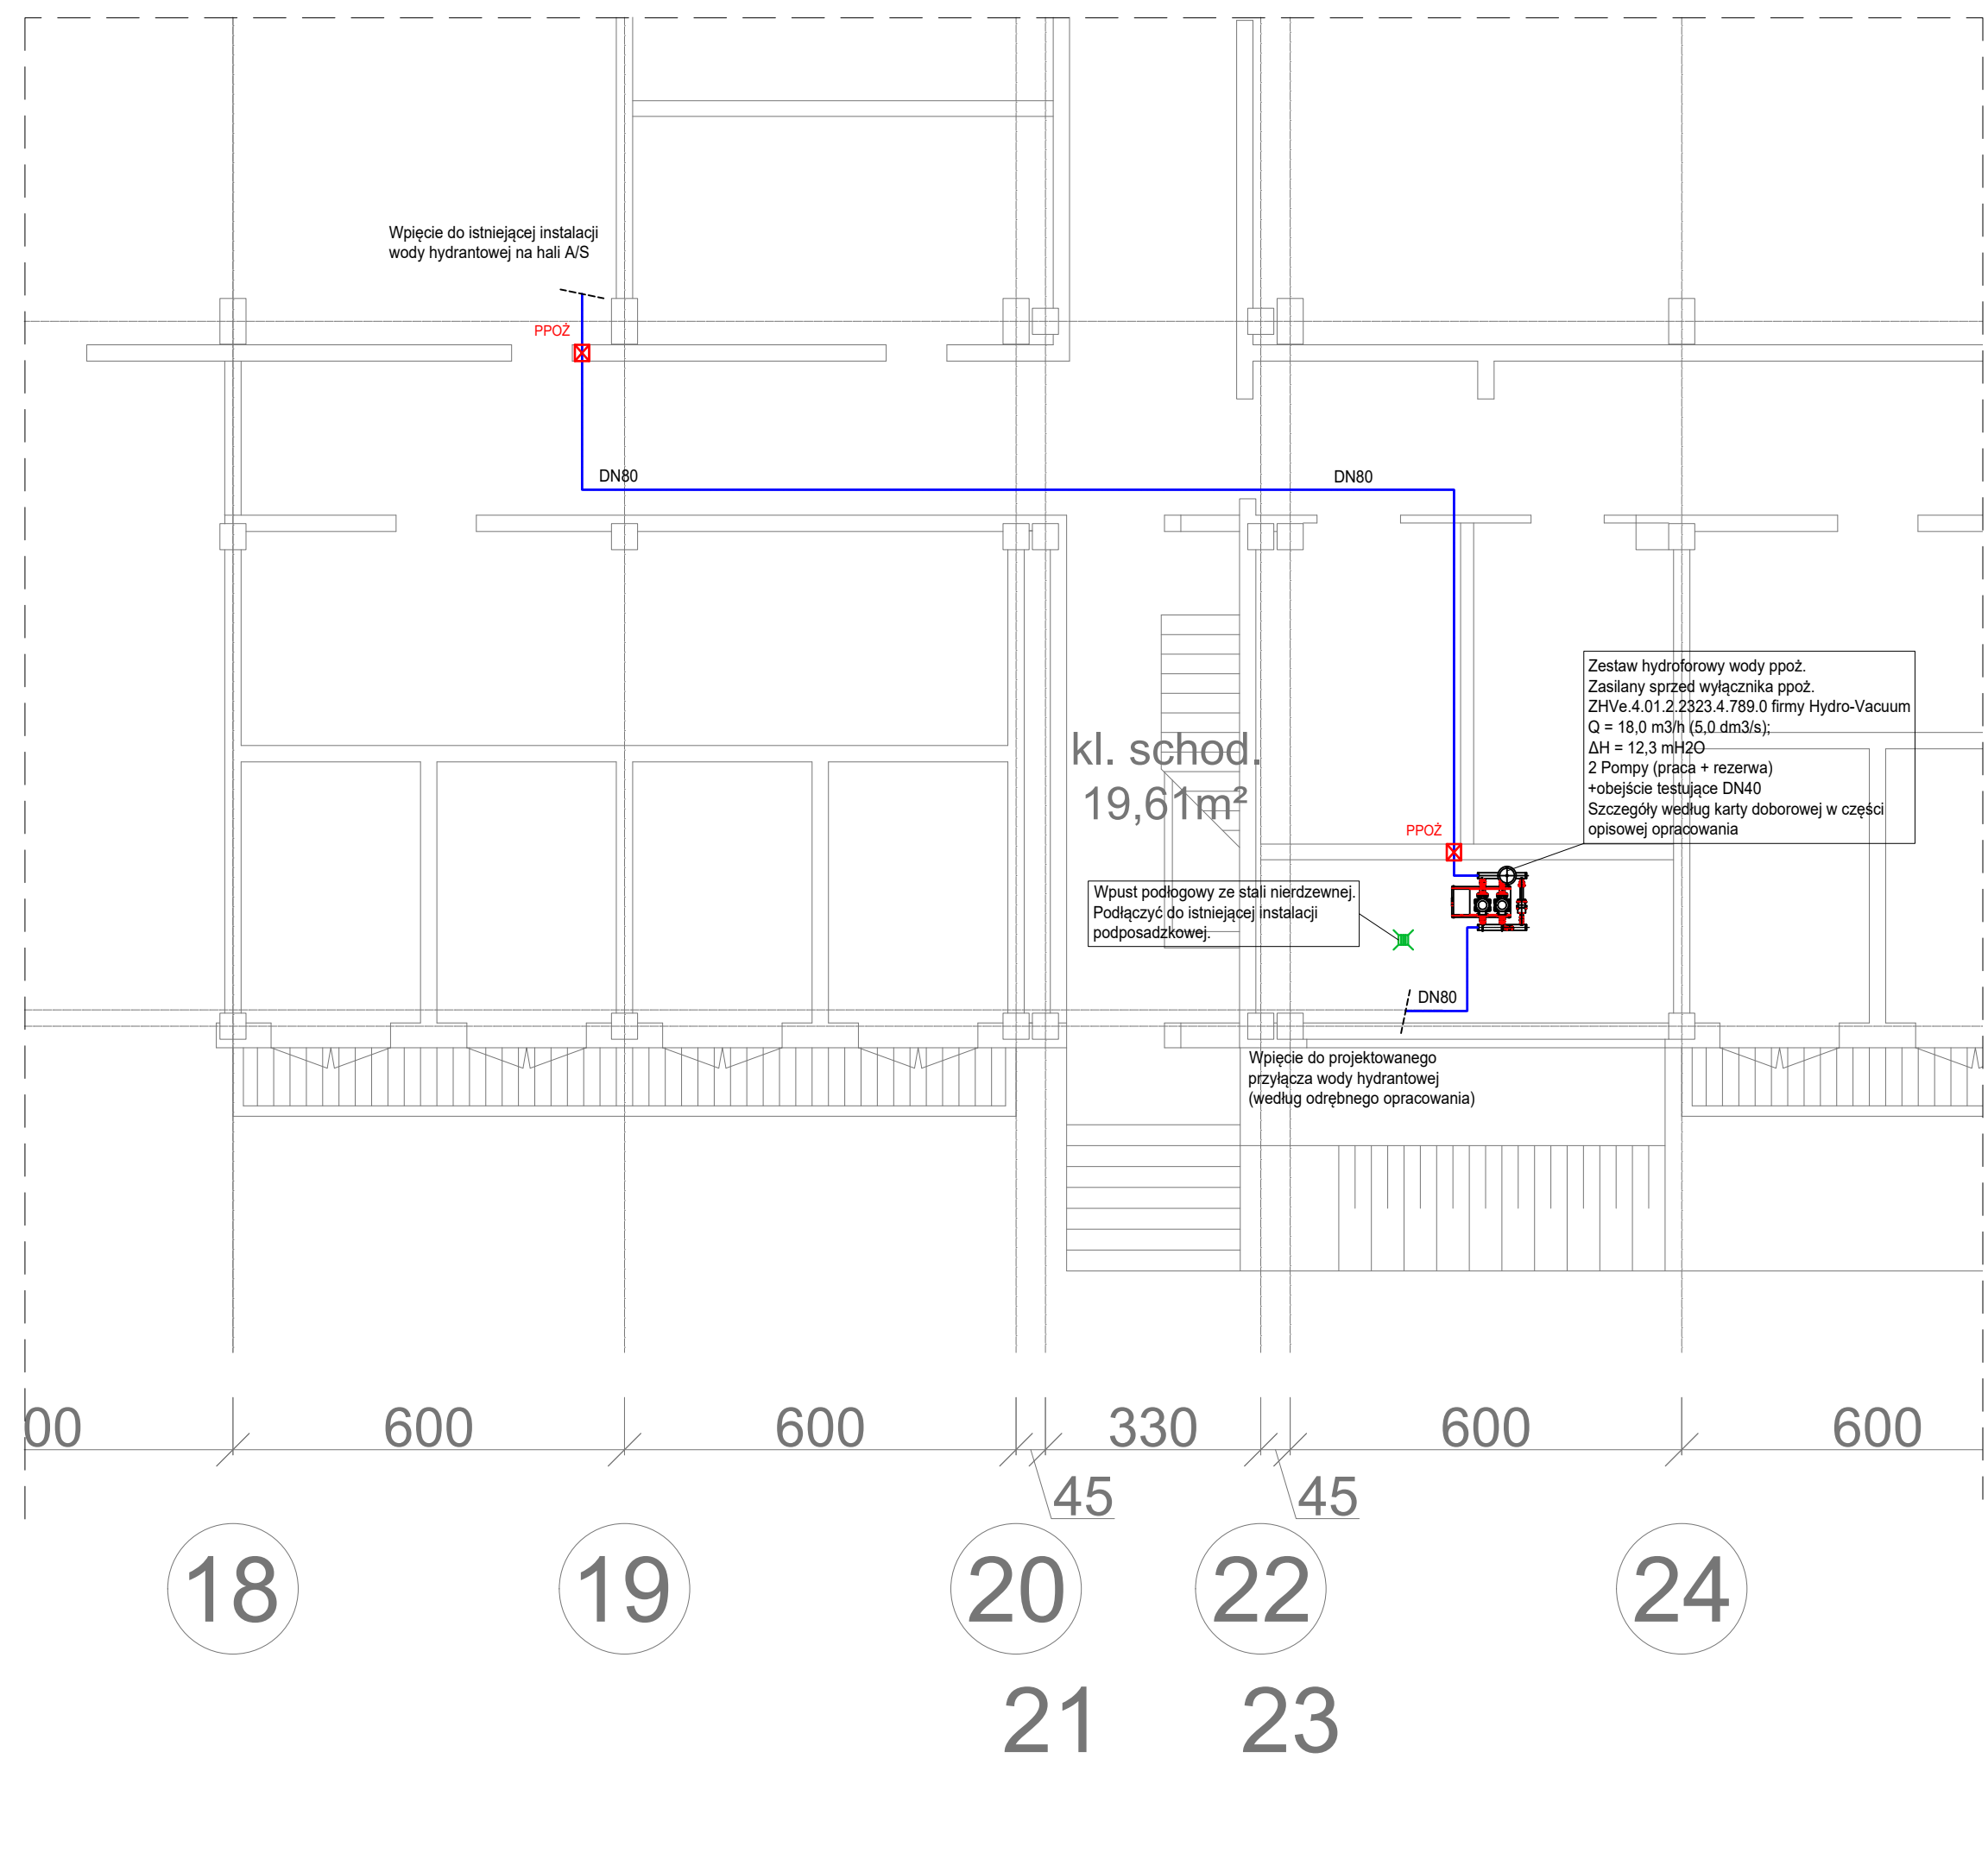 Wpięcie do istniejącej instalacji
wody hydrantowej na hali A/S
PPOŻ
DN80
DN80
Zestaw hydroforowy wody ppoż.
Zasilany sprzed wyłącznika ppoż.
ZHVe.4.01.2.2323.4.789.0 firmy Hydro-Vacuum
Q = 18,0 m3/h (5,0 dm3/s);
ΔH = 12,3 mH2O
2 Pompy (praca + rezerwa)
+obejście testujące DN40
Szczegóły według karty doborowej w części
opisowej opracowania
kl. schod.
19,61m²
PPOŻ
Wpust podłogowy ze stali nierdzewnej.
Podłączyć do istniejącej instalacji
podposadzkowej.
DN80
Wpięcie do projektowanego
przyłącza wody hydrantowej
(według odrębnego opracowania)
00 600 600 330 600 600
45 45
18 19 20 22 24
21 23